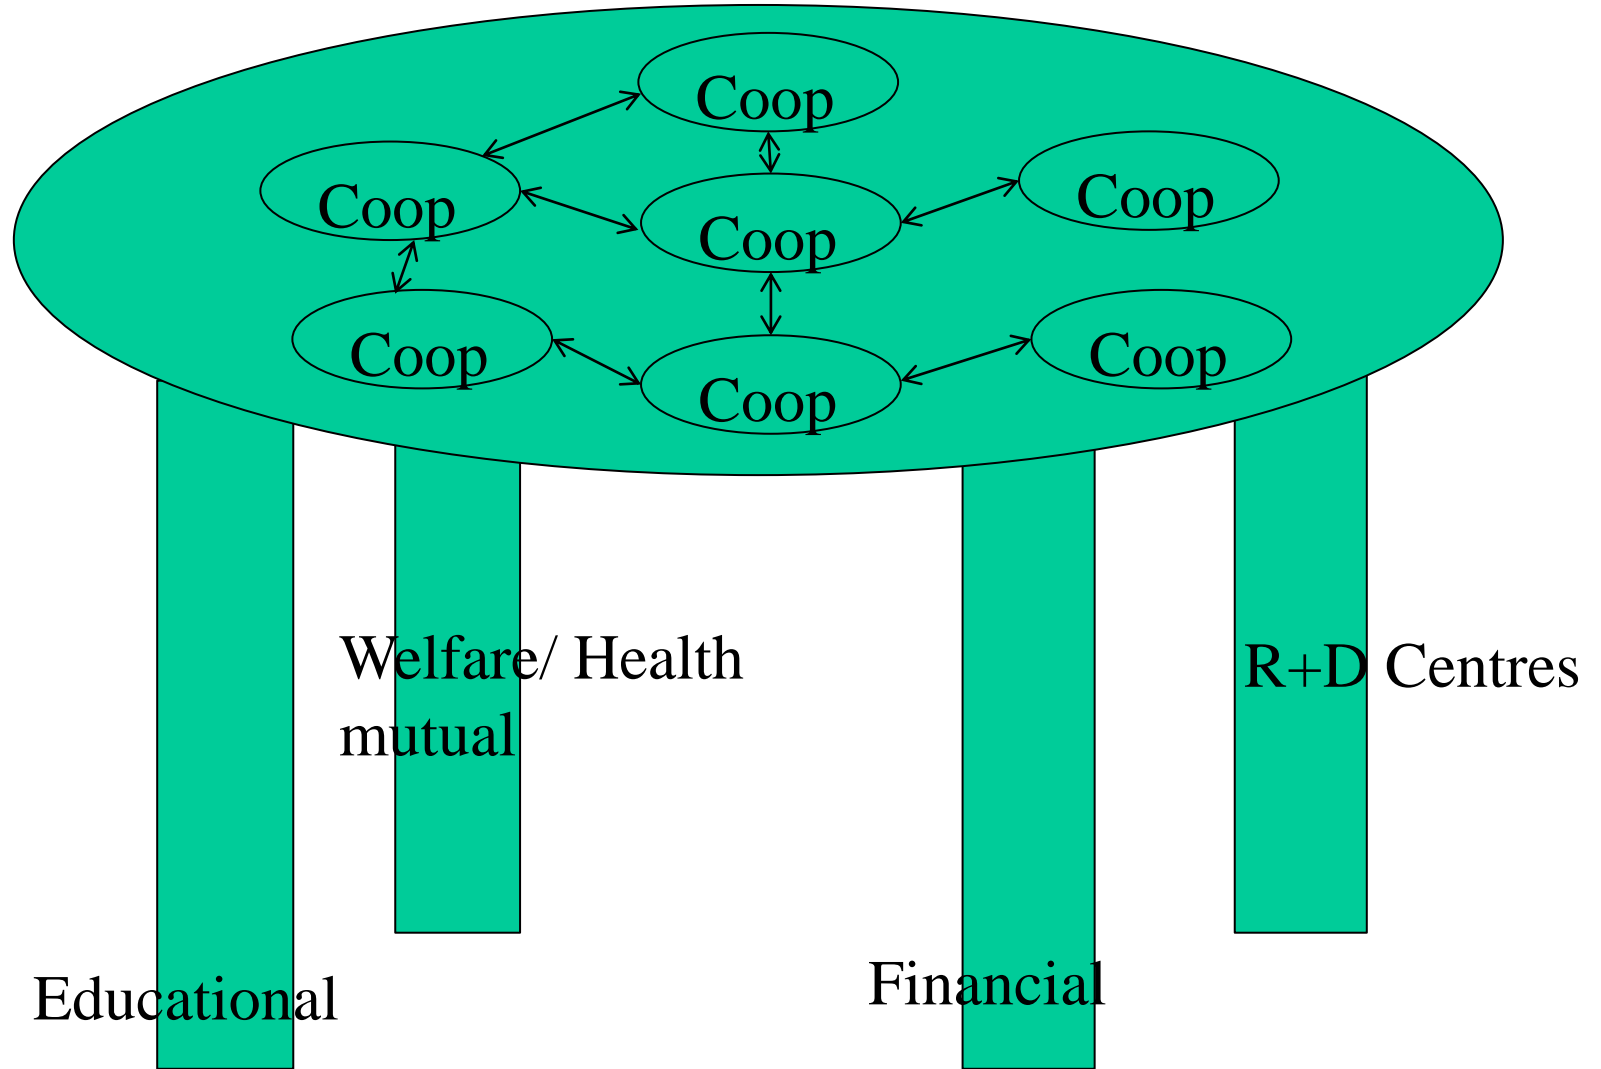 Coop
Coop
Coop
Coop
Coop
Coop
Coop
Welfare/ Health
mutual
R+D Centres
Educational
Financial